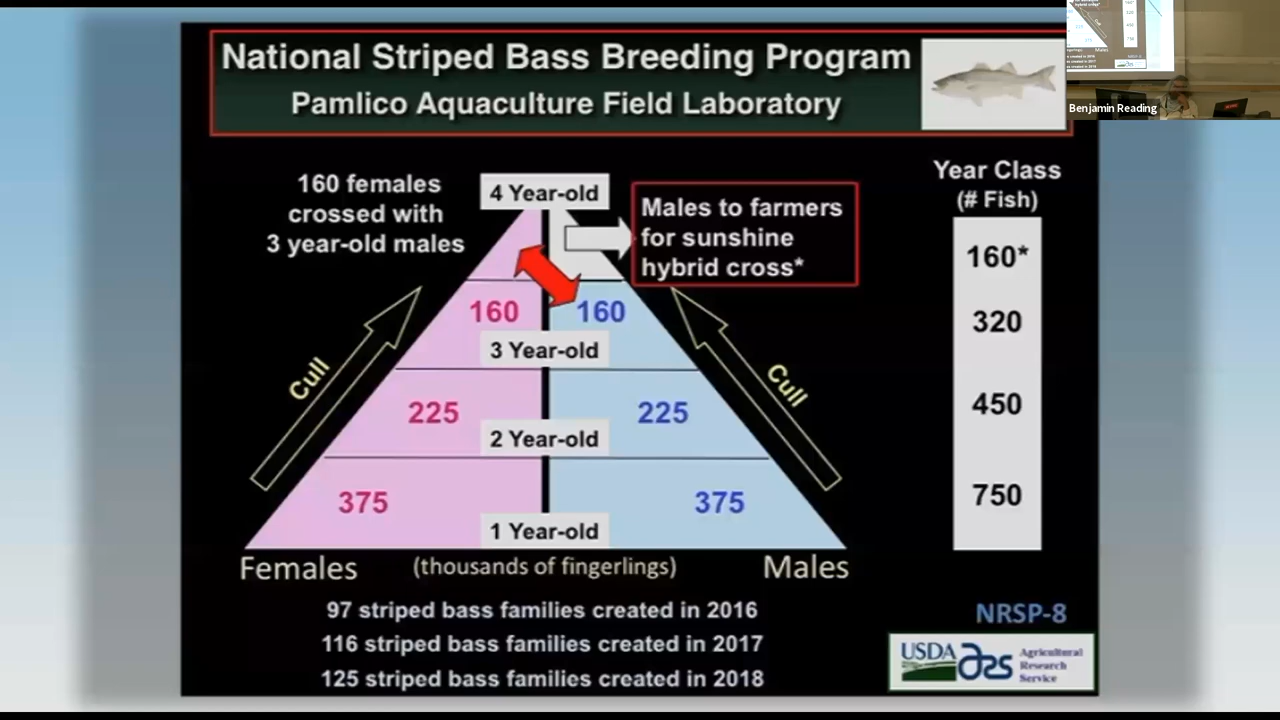 National Striped Bass Breeding Program
Pamlico Aquaculture Field Laboratory
Benjamin Reading
160 females
crossed with
3 year-old males
4 Year-old
Males to farmers
for sunshine
hybrid cross*
Year Class
(# Fish)
160*
320
450
750
160
160
3 Year-old
Cull
Cull
225
225
2 Year-old
375
375
1 Year-old
Females
(thousands of fingerlings)
Males
97 striped bass families created in 2016
116 striped bass families created in 2017
125 striped bass families created in 2018
NRSP-8
USDA
ars
Agricultural
Research
Service